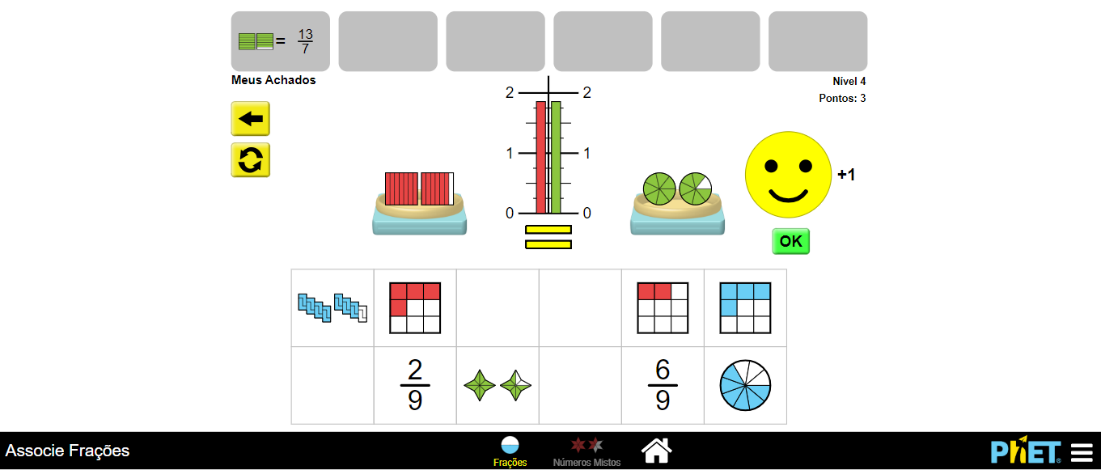 = 13/7
Meus Achados
Nível 4
Pontos: 3
2 2
1 1
0 0
+1
OK
2/9
6/9
Associe Frações
Frações
Números Mistos
PhET